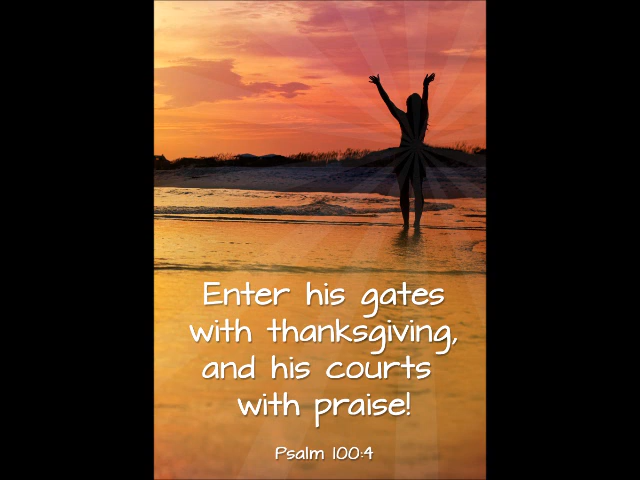 Enter his gates
with thanksgiving,
and his courts
with praise!
Psalm 100:4